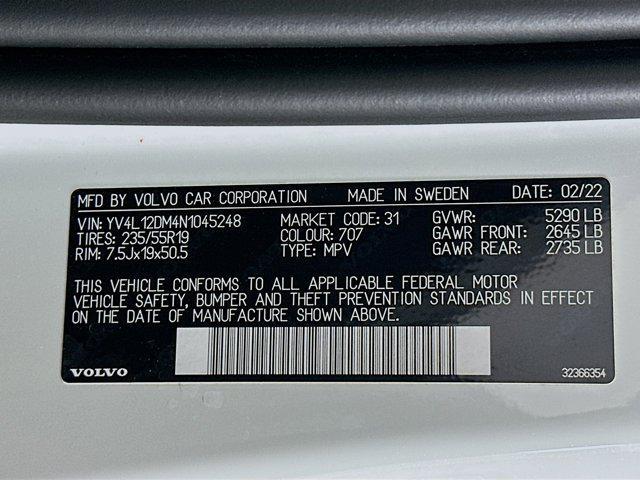 MFD BY VOLVO CAR CORPORATION MADE IN SWEDEN DATE: 02/22
VIN: YV4L12DM4N1045248 MARKET CODE: 31 GVWR: 5290 LB
TIRES: 235/55R19 COLOUR: 707 GAWR FRONT: 2645 LB
RIM: 7.5Jx19x50.5 TYPE: MPV GAWR REAR: 2735 LB
THIS VEHICLE CONFORMS TO ALL APPLICABLE FEDERAL MOTOR
VEHICLE SAFETY, BUMPER AND THEFT PREVENTION STANDARDS IN EFFECT
ON THE DATE OF MANUFACTURE SHOWN ABOVE.
VOLVO 32366354